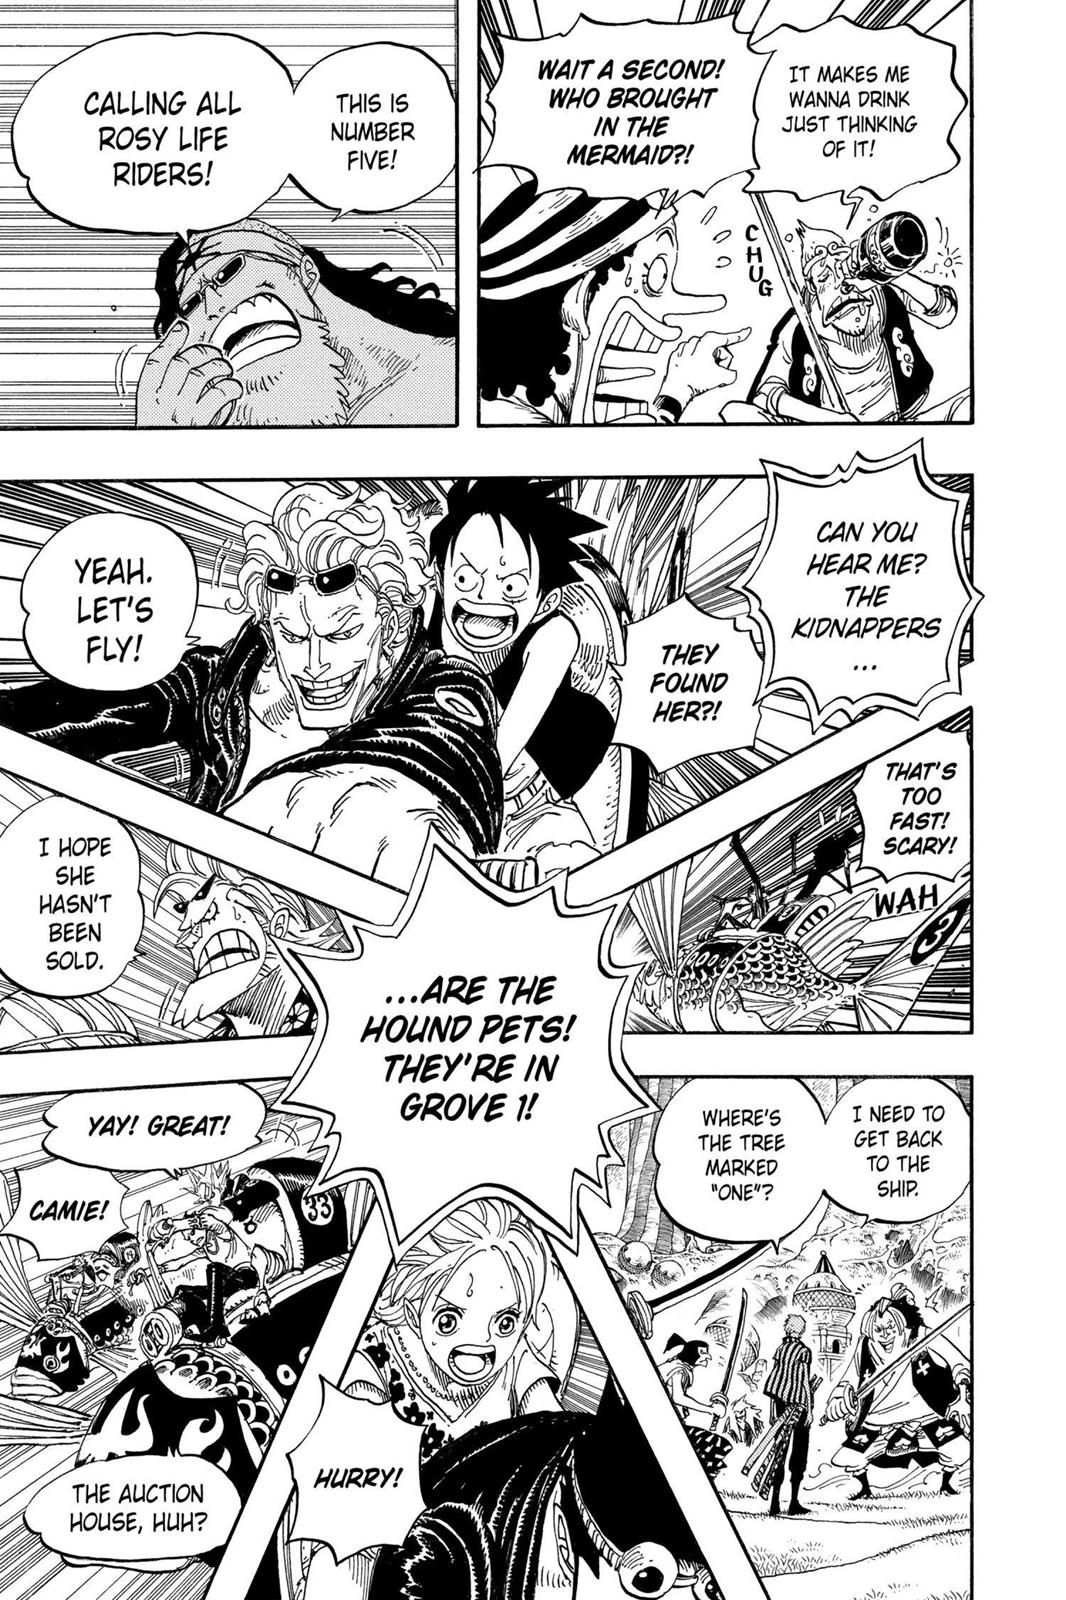 IT MAKES ME
WANNA DRINK
JUST THINKING
OF IT!
WAIT A SECOND!
WHO BROUGHT
IN THE
MERMAID?!
CHUG
THIS IS
NUMBER
FIVE!
CALLING ALL
ROSY LIFE
RIDERS!
CAN YOU
HEAR ME?
THE
KIDNAPPERS
...
THEY
FOUND
HER?!
YEAH.
LET'S
FLY!
THAT'S
TOO
FAST!
SCARY!
WAH
3
...ARE THE
HOUND PETS!
THEY'RE IN
GROVE 1!
I HOPE
SHE
HASN'T
BEEN
SOLD.
I NEED TO
GET BACK
TO THE
SHIP.
WHERE'S
THE TREE
MARKED
"ONE"?
HURRY!
YAY! GREAT!
CAMIE!
33
10
THE AUCTION
HOUSE, HUH?